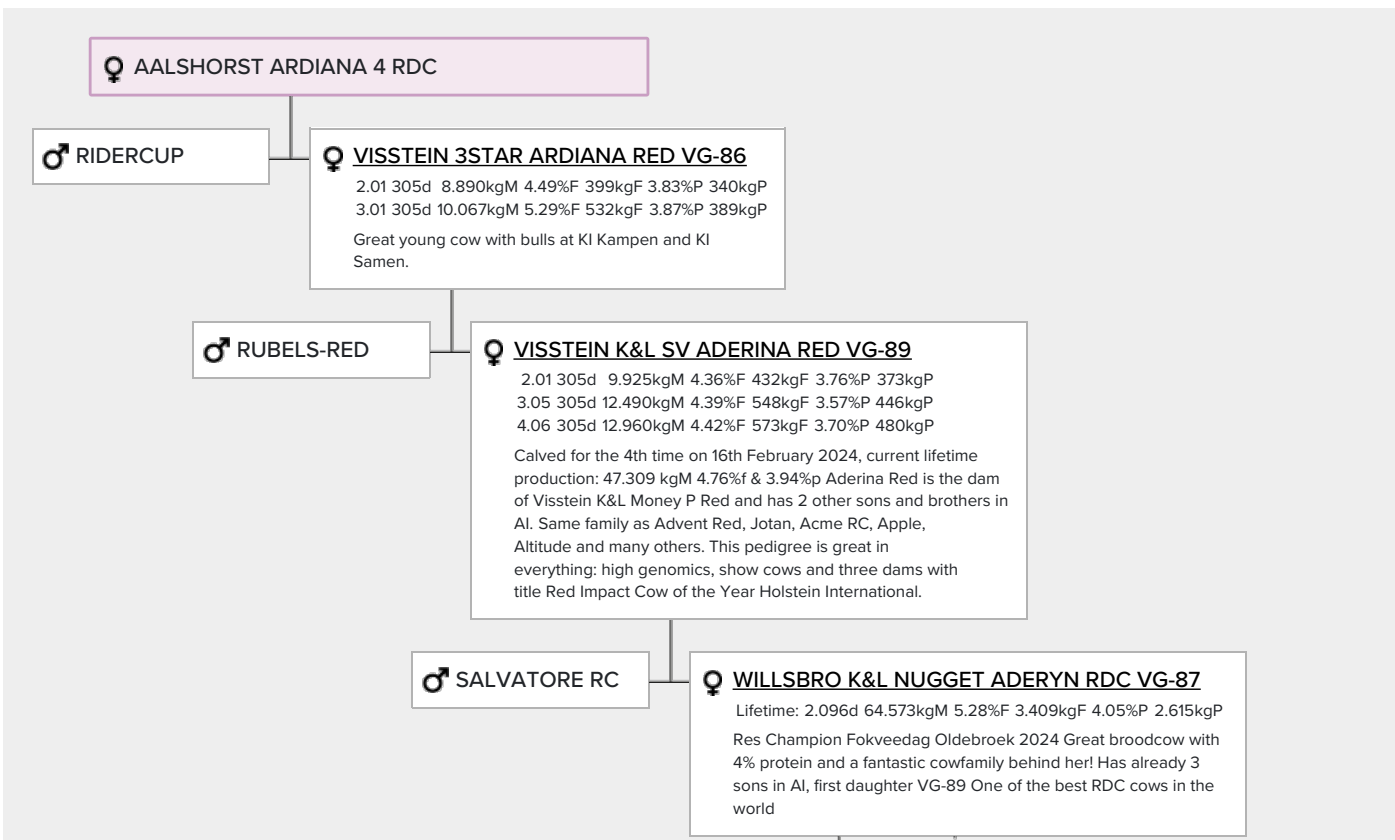 AALSHORST ARDIANA 4 RDC
RIDERCUP
VISSTEIN 3STAR ARDIANA RED VG-86
2.01 305d 8.890kgM 4.49%F 399kgF 3.83%P 340kgP
3.01 305d 10.067kgM 5.29%F 532kgF 3.87%P 389kgP
Great young cow with bulls at KI Kampen and KI
Samen.
RUBELS-RED
VISSTEIN K&L SV ADERINA RED VG-89
2.01 305d 9.925kgM 4.36%F 432kgF 3.76%P 373kgP
3.05 305d 12.490kgM 4.39%F 548kgF 3.57%P 446kgP
4.06 305d 12.960kgM 4.42%F 573kgF 3.70%P 480kgP
Calved for the 4th time on 16th February 2024, current lifetime
production: 47.309 kgM 4.76%f & 3.94%p Aderina Red is the dam
of Visstein K&L Money P Red and has 2 other sons and brothers in
AI. Same family as Advent Red, Jotan, Acme RC, Apple,
Altitude and many others. This pedigree is great in
everything: high genomics, show cows and three dams with
title Red Impact Cow of the Year Holstein International.
SALVATORE RC
WILLSBRO K&L NUGGET ADERYN RDC VG-87
Lifetime: 2.096d 64.573kgM 5.28%F 3.409kgF 4.05%P 2.615kgP
Res Champion Fokveedag Oldebroek 2024 Great broodcow with
4% protein and a fantastic cowfamily behind her! Has already 3
sons in AI, first daughter VG-89 One of the best RDC cows in the
world